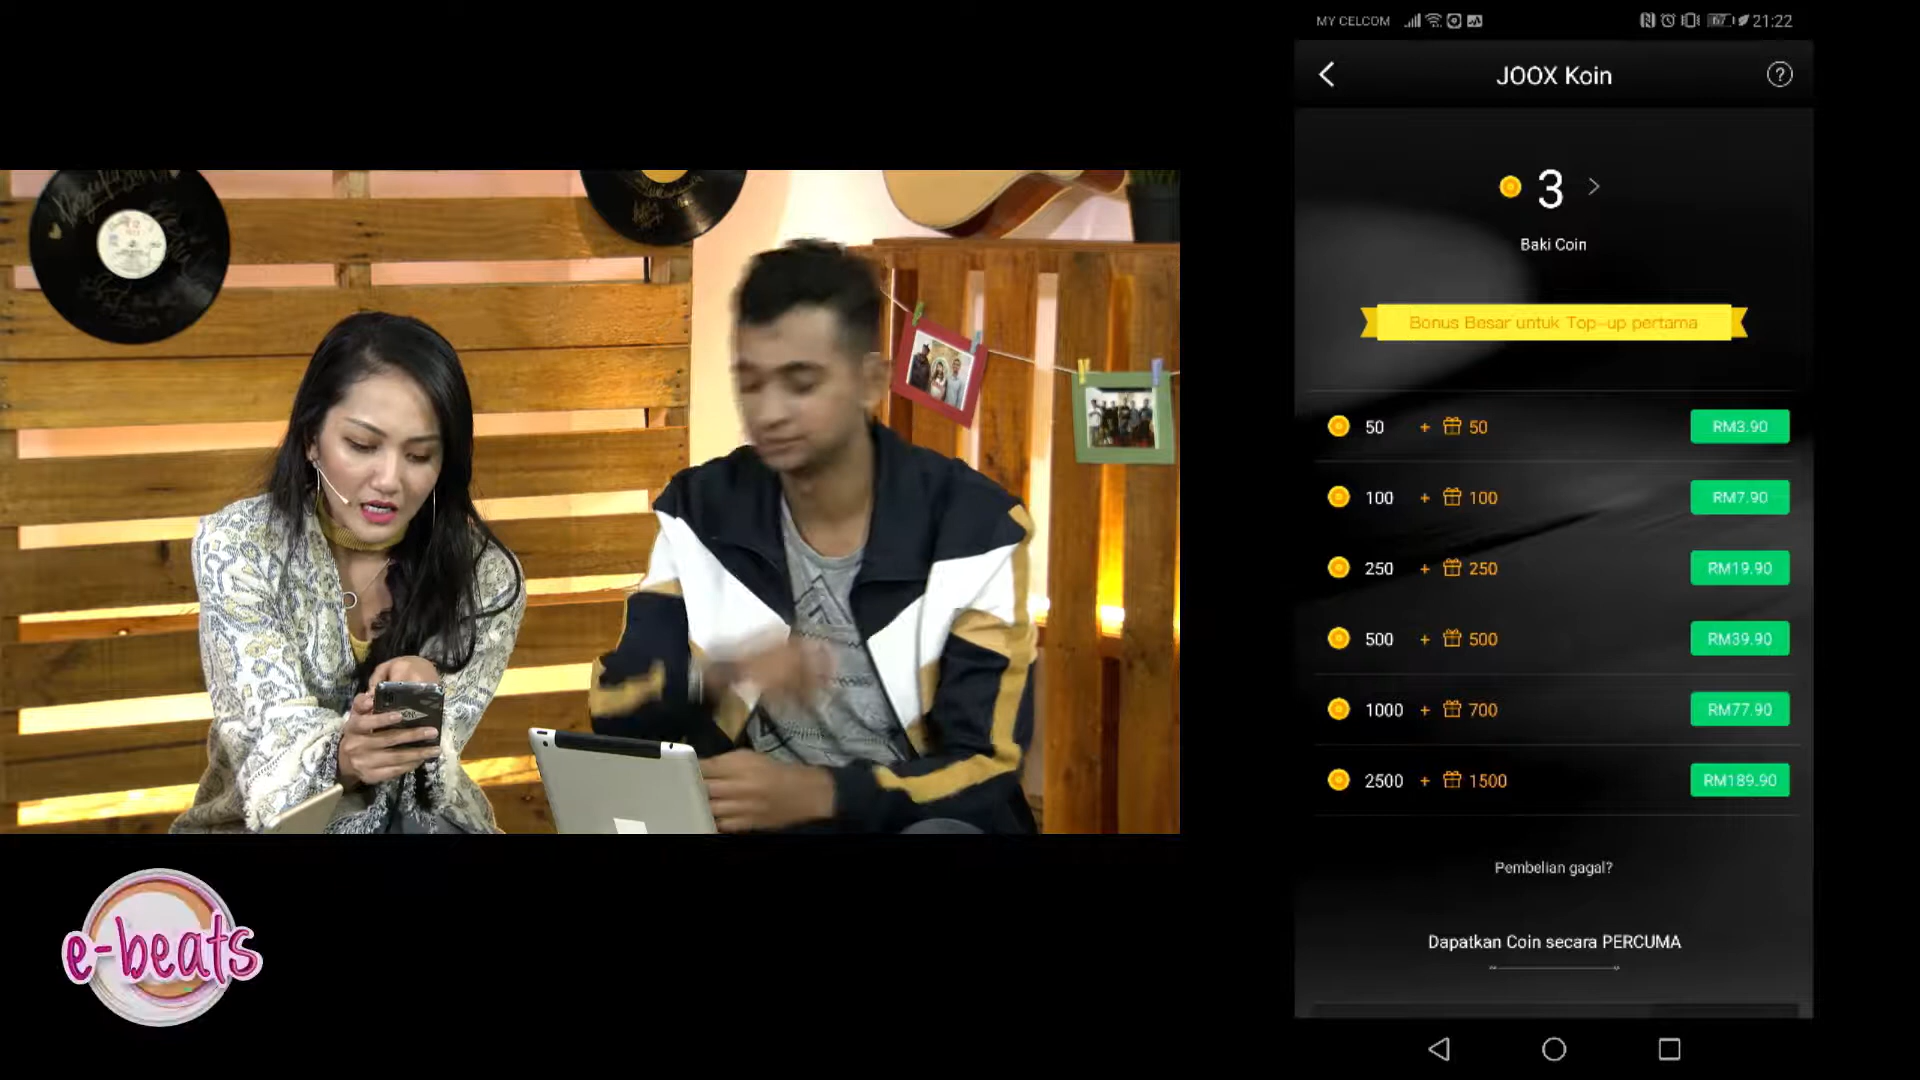 MY CELCOM
67
21:22
JOOX Koin
?
3
Baki Coin
Bonus Besar untuk Top-up pertama
50 + 50 RM3.90
100 + 100 RM7.90
250 + 250 RM19.90
500 + 500 RM39.90
1000 + 700 RM77.90
2500 + 1500 RM189.90
Pembelian gagal?
Dapatkan Coin secara PERCUMA
e-beats